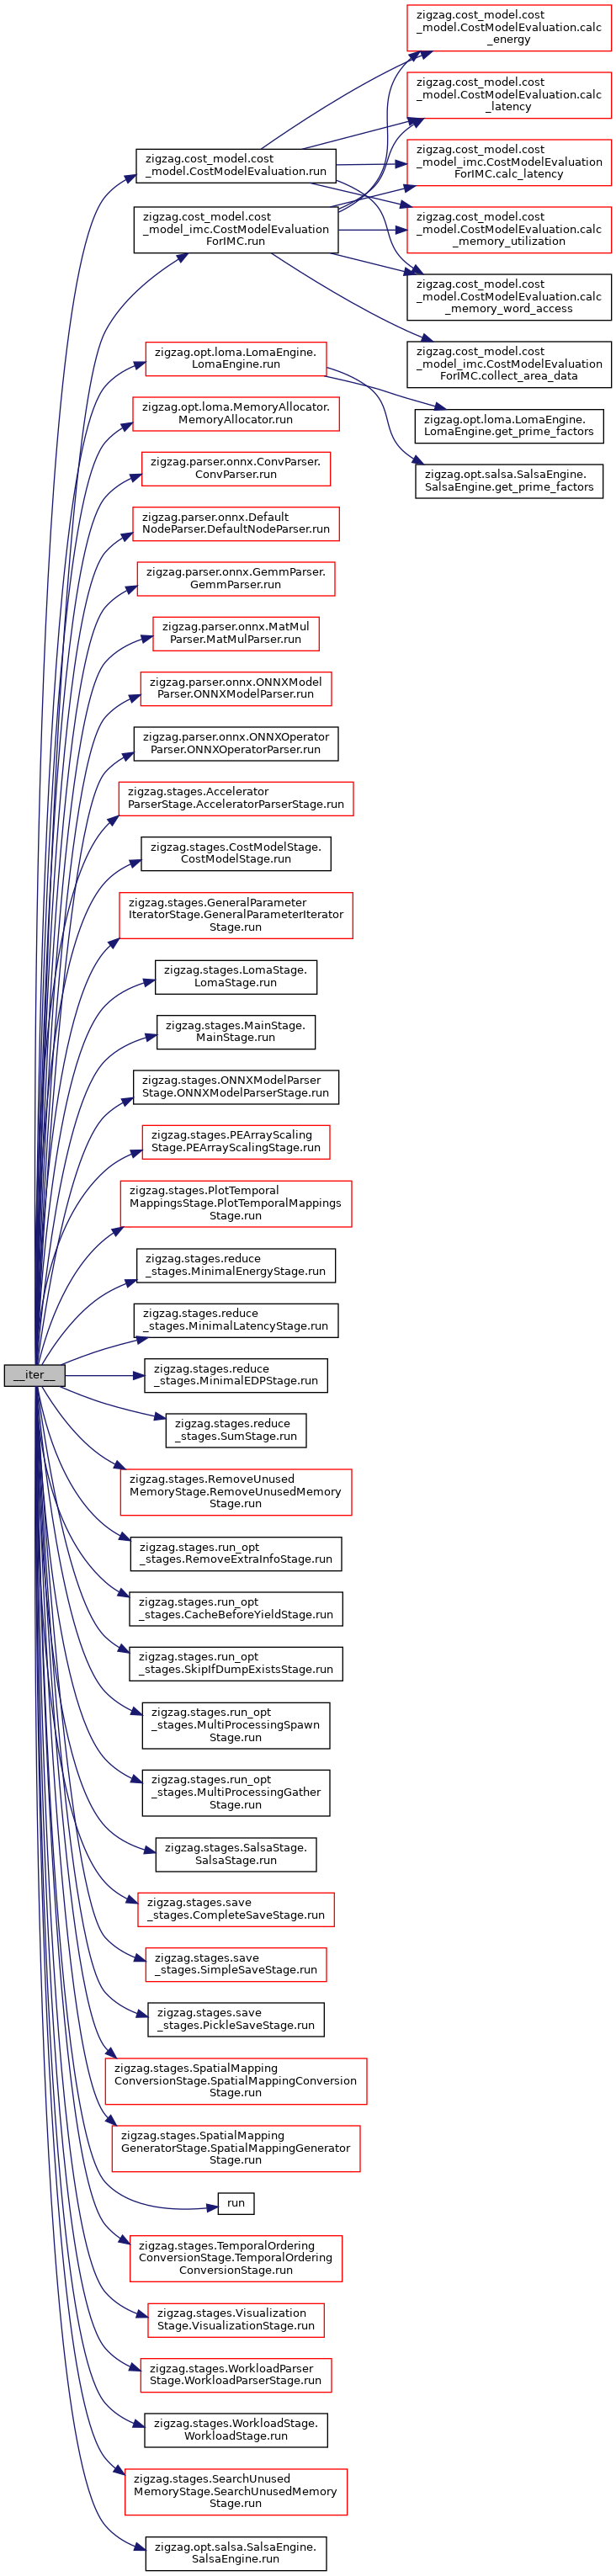 zigzag.cost_model.cost
_model.CostModelEvaluation.calc
_energy
zigzag.cost_model.cost
_model.CostModelEvaluation.calc
_latency
zigzag.cost_model.cost
_model.CostModelEvaluation.run
zigzag.cost_model.cost
_model_imc.CostModelEvaluation
ForIMC.calc_latency
zigzag.cost_model.cost
_model_imc.CostModelEvaluation
ForIMC.run
zigzag.cost_model.cost
_model.CostModelEvaluation.calc
_memory_utilization
zigzag.cost_model.cost
_model.CostModelEvaluation.calc
_memory_word_access
zigzag.opt.loma.LomaEngine.
LomaEngine.run
zigzag.cost_model.cost
_model_imc.CostModelEvaluation
ForIMC.collect_area_data
zigzag.opt.loma.MemoryAllocator.
MemoryAllocator.run
zigzag.opt.loma.LomaEngine.
LomaEngine.get_prime_factors
zigzag.parser.onnx.ConvParser.
ConvParser.run
zigzag.opt.salsa.SalsaEngine.
SalsaEngine.get_prime_factors
zigzag.parser.onnx.Default
NodeParser.DefaultNodeParser.run
zigzag.parser.onnx.GemmParser.
GemmParser.run
zigzag.parser.onnx.MatMul
Parser.MatMulParser.run
zigzag.parser.onnx.ONNXModel
Parser.ONNXModelParser.run
zigzag.parser.onnx.ONNXOperator
Parser.ONNXOperatorParser.run
zigzag.stages.Accelerator
ParserStage.AcceleratorParserStage.run
zigzag.stages.CostModelStage.
CostModelStage.run
zigzag.stages.GeneralParameter
IteratorStage.GeneralParameterIterator
Stage.run
zigzag.stages.LomaStage.
LomaStage.run
zigzag.stages.MainStage.
MainStage.run
zigzag.stages.ONNXModelParser
Stage.ONNXModelParserStage.run
zigzag.stages.PEArrayScaling
Stage.PEArrayScalingStage.run
zigzag.stages.PlotTemporal
MappingsStage.PlotTemporalMappings
Stage.run
zigzag.stages.reduce
_stages.MinimalEnergyStage.run
zigzag.stages.reduce
_stages.MinimalLatencyStage.run
__iter__
zigzag.stages.reduce
_stages.MinimalEDPStage.run
zigzag.stages.reduce
_stages.SumStage.run
zigzag.stages.RemoveUnused
MemoryStage.RemoveUnusedMemory
Stage.run
zigzag.stages.run_opt
_stages.RemoveExtraInfoStage.run
zigzag.stages.run_opt
_stages.CacheBeforeYieldStage.run
zigzag.stages.run_opt
_stages.SkipIfDumpExistsStage.run
zigzag.stages.run_opt
_stages.MultiProcessingSpawn
Stage.run
zigzag.stages.run_opt
_stages.MultiProcessingGather
Stage.run
zigzag.stages.SalsaStage.
SalsaStage.run
zigzag.stages.save
_stages.CompleteSaveStage.run
zigzag.stages.save
_stages.SimpleSaveStage.run
zigzag.stages.save
_stages.PickleSaveStage.run
zigzag.stages.SpatialMapping
ConversionStage.SpatialMappingConversion
Stage.run
zigzag.stages.SpatialMapping
GeneratorStage.SpatialMappingGenerator
Stage.run
run
zigzag.stages.TemporalOrdering
ConversionStage.TemporalOrdering
ConversionStage.run
zigzag.stages.Visualization
Stage.VisualizationStage.run
zigzag.stages.WorkloadParser
Stage.WorkloadParserStage.run
zigzag.stages.WorkloadStage.
WorkloadStage.run
zigzag.stages.SearchUnused
MemoryStage.SearchUnusedMemory
Stage.run
zigzag.opt.salsa.SalsaEngine.
SalsaEngine.run